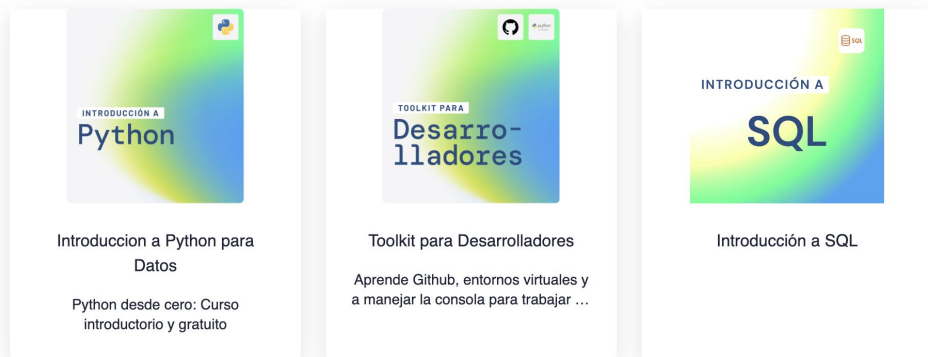 INTRODUCCIÓN A
Python
Introduccion a Python para
Datos
Python desde cero: Curso
introductorio y gratuito
python
TOOLKIT PARA
Desarro-
lladores
Toolkit para Desarrolladores
Aprende Github, entornos virtuales y
a manejar la consola para trabajar …
SQL
INTRODUCCIÓN A
SQL
Introducción a SQL